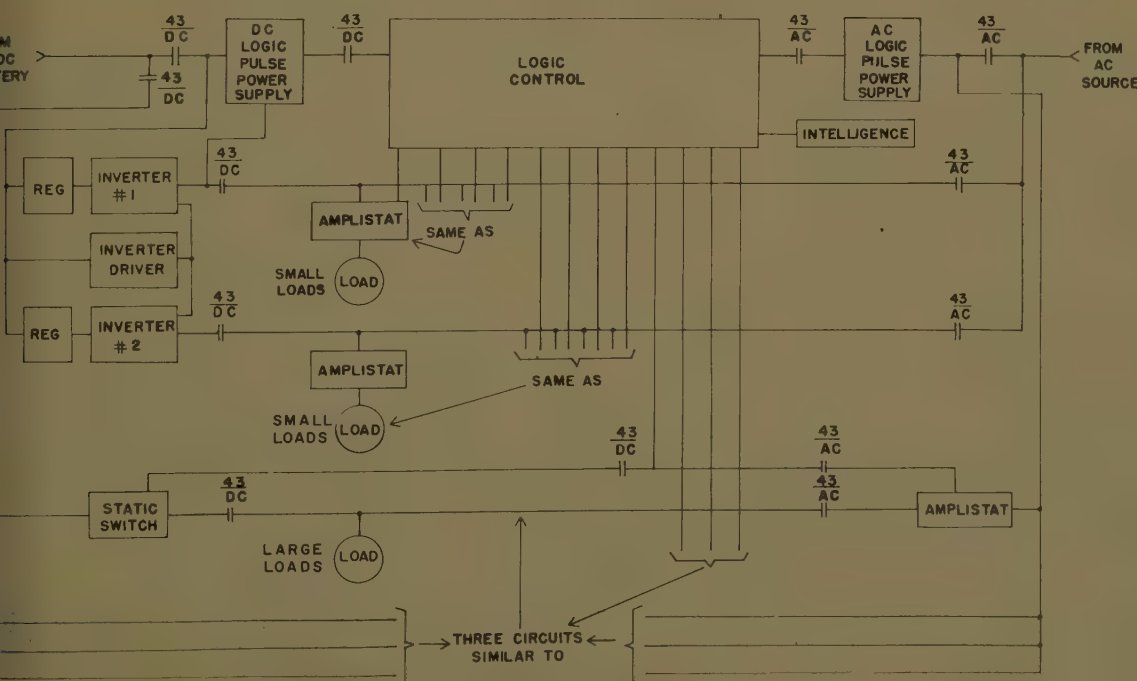 43
DC
DC
LOGIC
PULSE
POWER
SUPPLY
43
DC
LOGIC
CONTROL
43
AC
AC
LOGIC
PULSE
POWER
SUPPLY
43
AC
FROM
AC
SOURCE
43
DC
INTELLIGENCE
REG
INVERTER
#1
43
DC
43
AC
AMPLISTAT
SAME AS
INVERTER
DRIVER
SMALL
LOADS
LOAD
REG
INVERTER
#2
43
DC
43
AC
AMPLISTAT
SAME AS
SMALL
LOADS
LOAD
43
DC
43
AC
STATIC
SWITCH
43
DC
43
AC
AMPLISTAT
LARGE
LOADS
LOAD
THREE CIRCUITS
SIMILAR TO